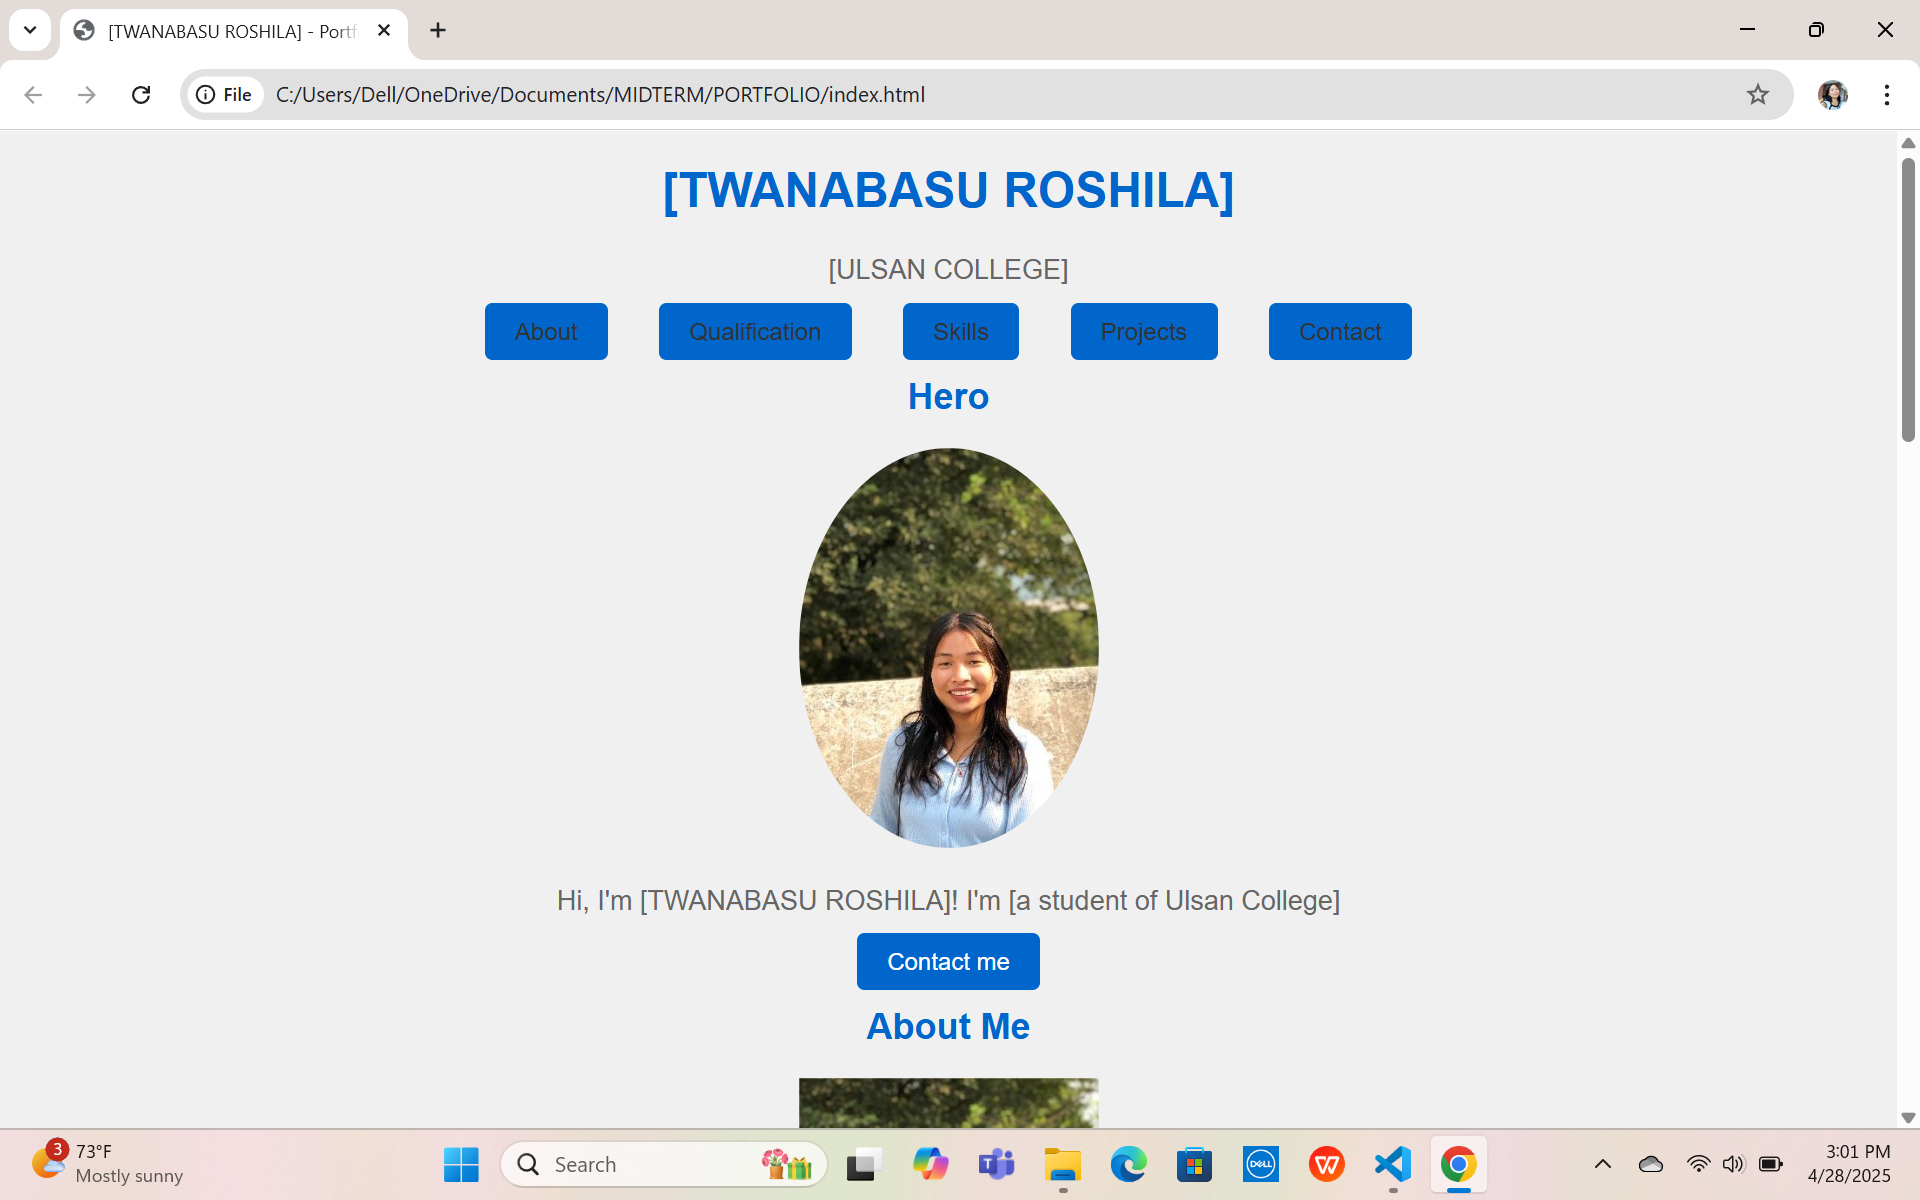 [TWANABASU ROSHILA] - Portf
File
C:/Users/Dell/OneDrive/Documents/MIDTERM/PORTFOLIO/index.html
[TWANABASU ROSHILA]
[ULSAN COLLEGE]
About Qualification Skills Projects Contact
Hero
Hi, I'm [TWANABASU ROSHILA]! I'm [a student of Ulsan College]
Contact me
About Me
3
73°F
Mostly sunny
Search
T
DELL
W
3:01 PM
4/28/2025